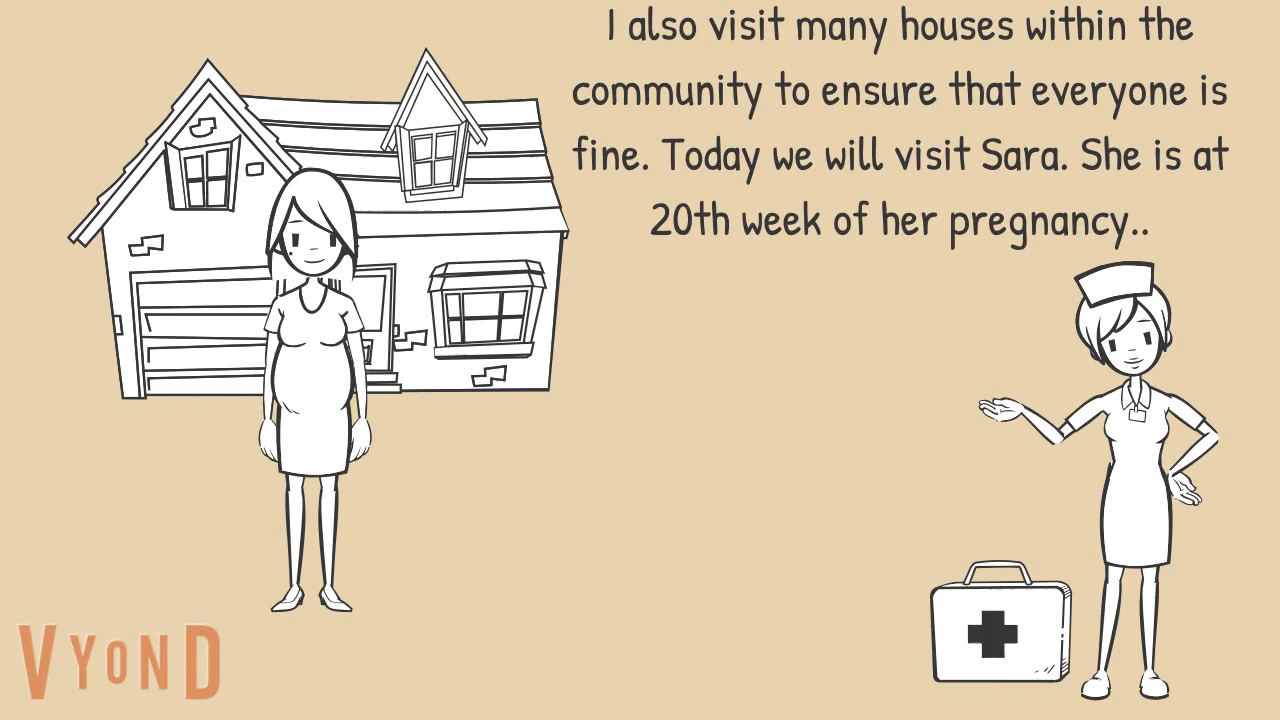 I also visit many houses within the
community to ensure that everyone is
fine. Today we will visit Sara. She is at
20th week of her pregnancy..
VYOND